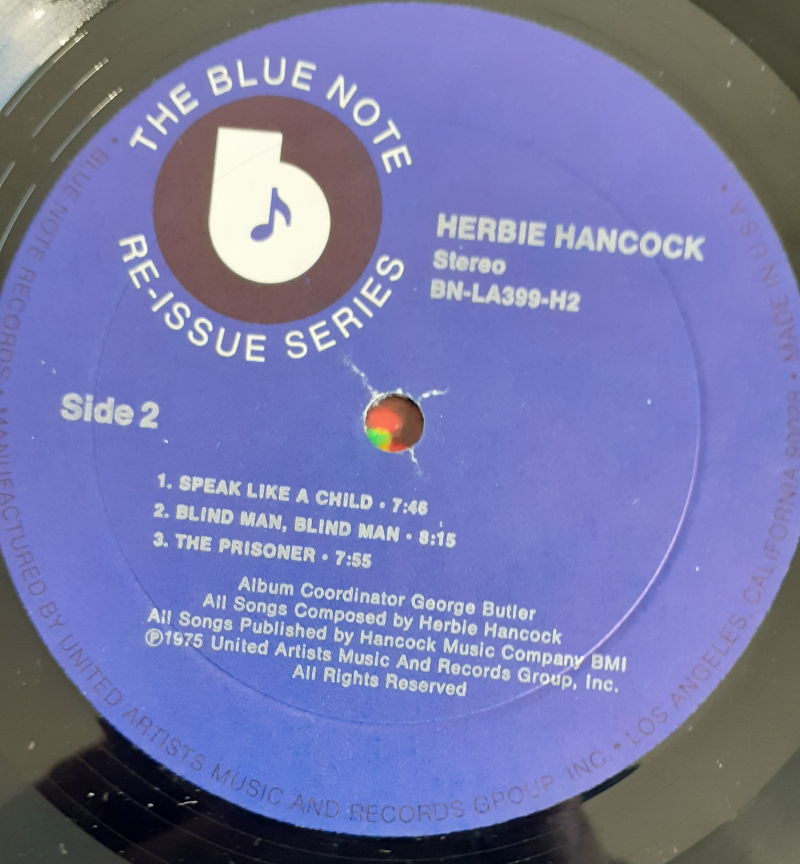 THE BLUE NOTE
RE-ISSUE SERIES
HERBIE HANCOCK
Stereo
BN-LA399-H2
Side 2
1. SPEAK LIKE A CHILD • 7:46
2. BLIND MAN, BLIND MAN • 8:15
3. THE PRISONER • 7:55
Album Coordinator George Butler
All Songs Composed by Herbie Hancock
All Songs Published by Hancock Music Company BMI
℗1975 United Artists Music And Records Group, Inc.
All Rights Reserved
• BLUE NOTE RECORDS • MANUFACTURED BY UNITED ARTISTS MUSIC AND RECORDS GROUP, INC. • LOS ANGELES, CALIFORNIA 90028 • MADE IN U.S.A. •